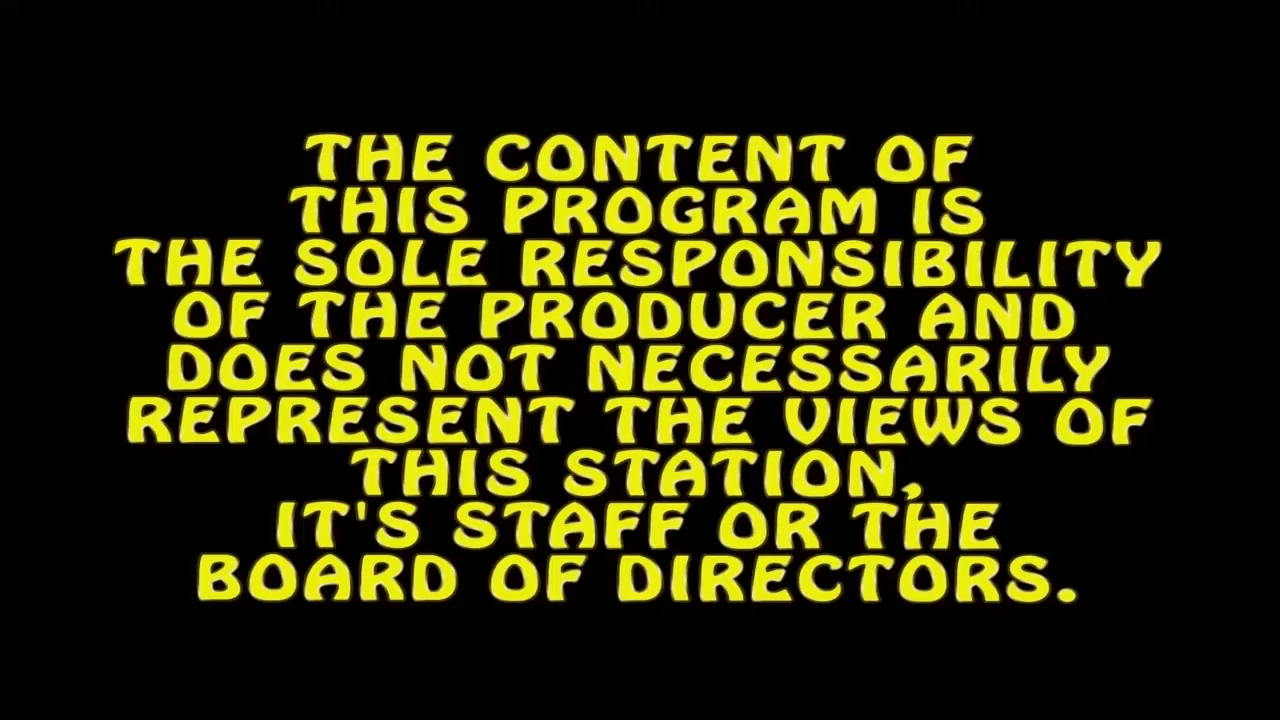 THE CONTENT OF
THIS PROGRAM IS
THE SOLE RESPONSIBILITY
OF THE PRODUCER AND
DOES NOT NECESSARILY
REPRESENT THE VIEWS OF
THIS STATION,
IT'S STAFF OR THE
BOARD OF DIRECTORS.